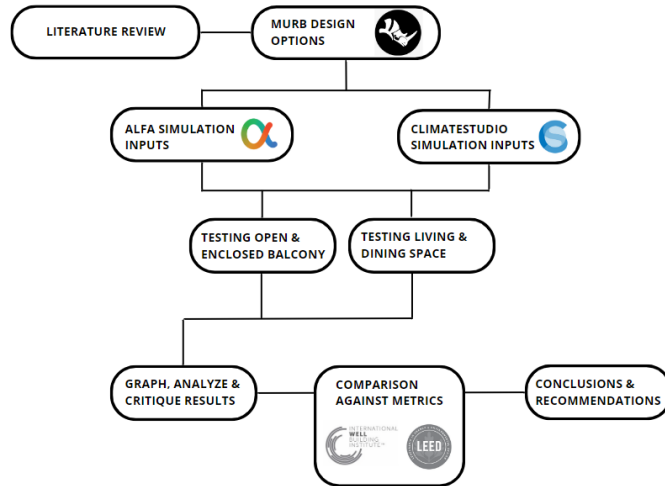 LITERATURE REVIEW
MURB DESIGN
OPTIONS
ALFA SIMULATION
INPUTS
CLIMATESTUDIO
SIMULATION INPUTS
TESTING OPEN &
ENCLOSED BALCONY
TESTING LIVING &
DINING SPACE
GRAPH, ANALYZE &
CRITIQUE RESULTS
COMPARISON
AGAINST METRICS
INTERNATIONAL
WELL
BUILDING
INSTITUTE™
LEED
CONCLUSIONS &
RECOMMENDATIONS